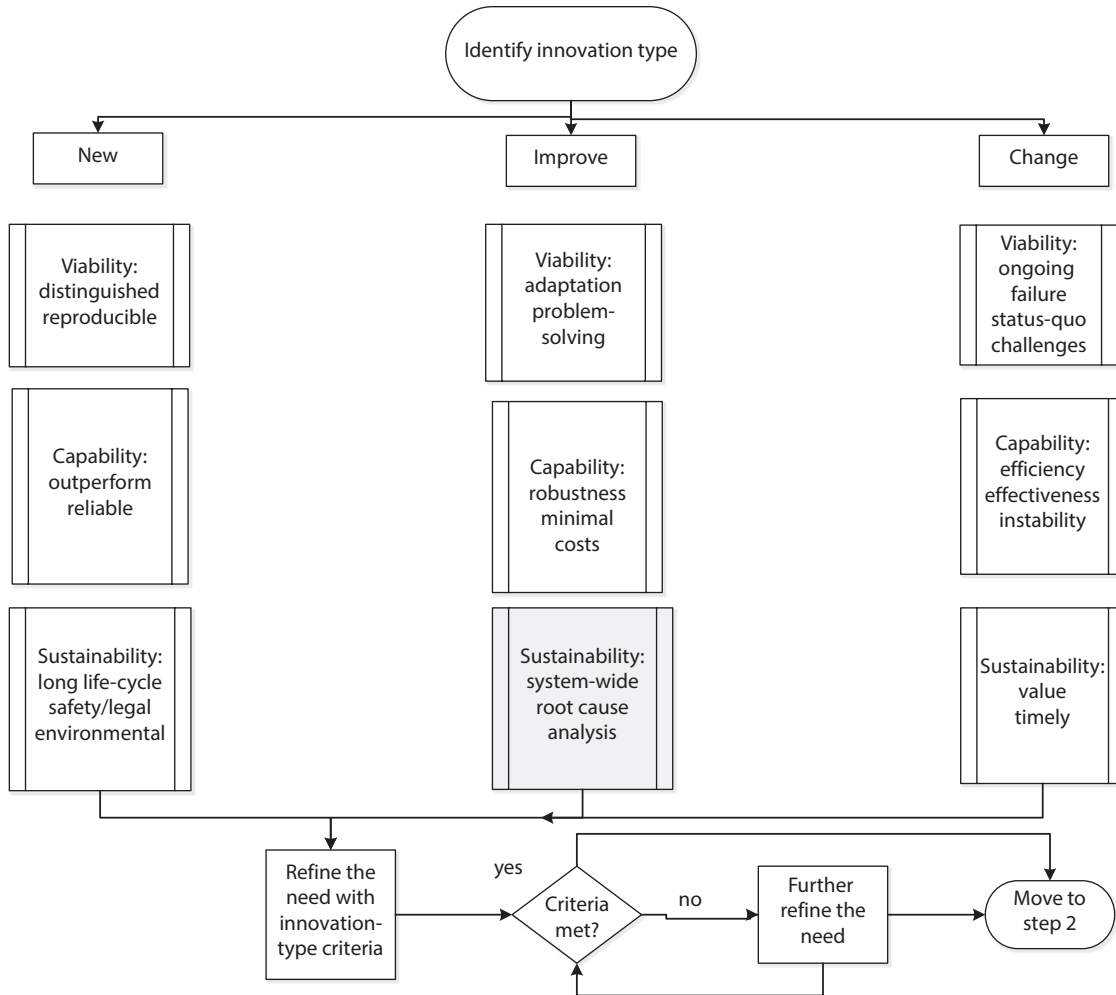 Identify innovation type
New
Improve
Change
Viability:
distinguished
reproducible
Viability:
adaptation
problem-
solving
Viability:
ongoing
failure
status-quo
challenges
Capability:
outperform
reliable
Capability:
robustness
minimal
costs
Capability:
efficiency
effectiveness
instability
Sustainability:
long life-cycle
safety/legal
environmental
Sustainability:
system-wide
root cause
analysis
Sustainability:
value
timely
Refine the
need with
innovation-
type criteria
yes
Criteria
met?
no
Further
refine the
need
Move to
step 2